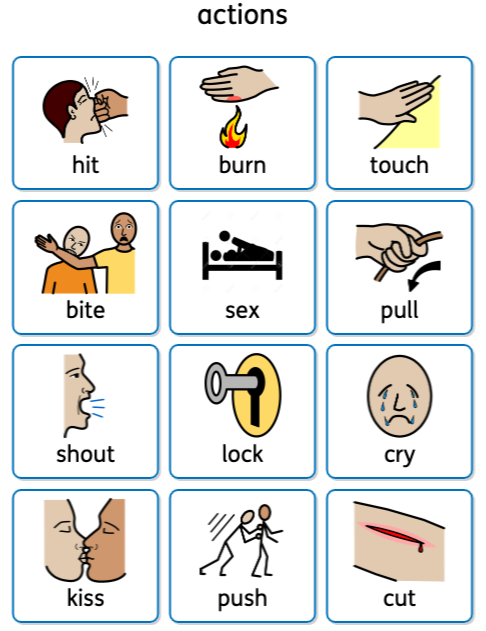 actions
hit
burn
touch
bite
sex
pull
shout
lock
cry
kiss
push
cut